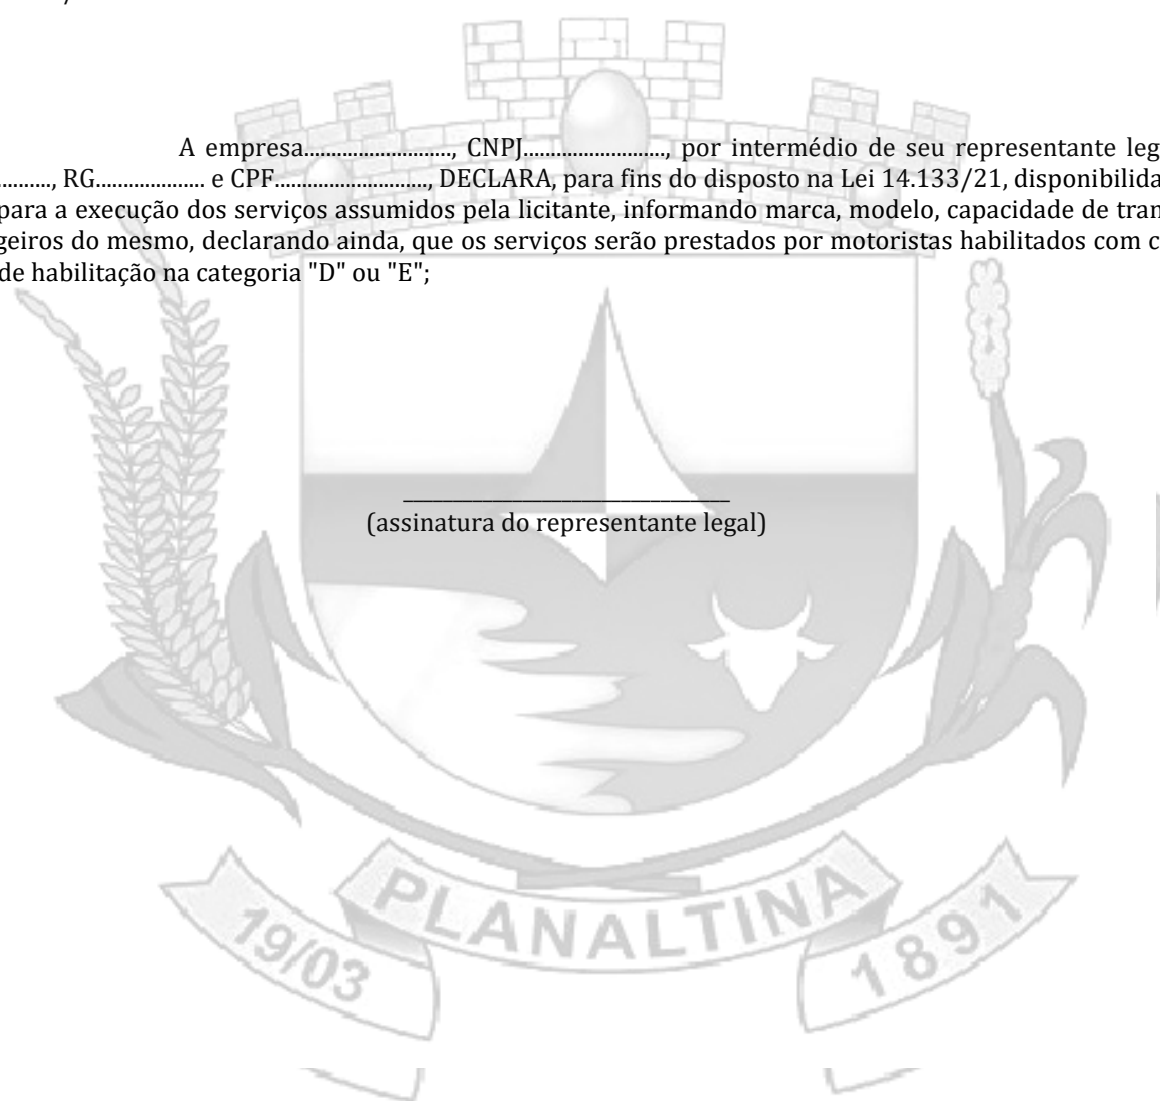 A empresa..........................., CNPJ.........................., por intermédio de seu representante leg
..........., RG.................... e CPF............................, DECLARA, para fins do disposto na Lei 14.133/21, disponibilida
para a execução dos serviços assumidos pela licitante, informando marca, modelo, capacidade de tran
geiros do mesmo, declarando ainda, que os serviços serão prestados por motoristas habilitados com c
de habilitação na categoria "D" ou "E";
_________________________________
(assinatura do representante legal)
PLANALTINA
19/03
1891